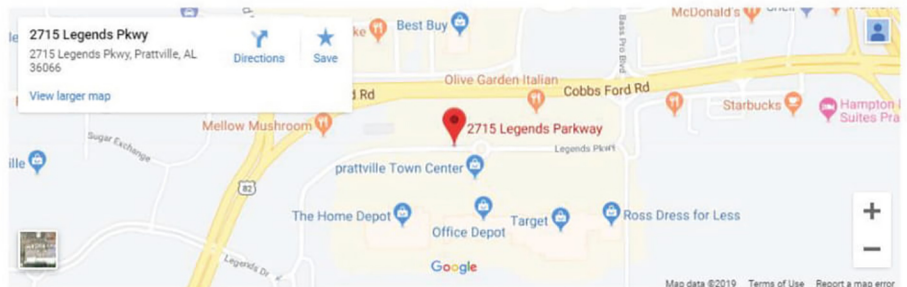 2715 Legends Pkwy
2715 Legends Pkwy, Prattville, AL
36066
Directions
Save
View larger map
Best Buy
McDonald's
Bass Pro Blvd
Olive Garden Italian
Cobbs Ford Rd
Rd
Mellow Mushroom
Starbucks
Hampton
Suites Pra
2715 Legends Parkway
Sugar Exchange
Legends Pkwy
prattville Town Center
82
The Home Depot
Office Depot
Target
Ross Dress for Less
Legends Dr
Google
+
−
Map data ©2019 Terms of Use Report a map error